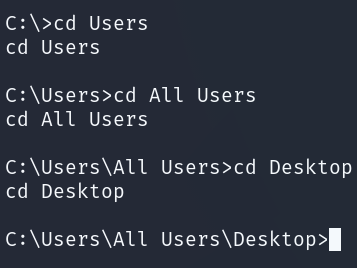 C:\>cd Users
cd Users
C:\Users>cd All Users
cd All Users
C:\Users\All Users>cd Desktop
cd Desktop
C:\Users\All Users\Desktop>